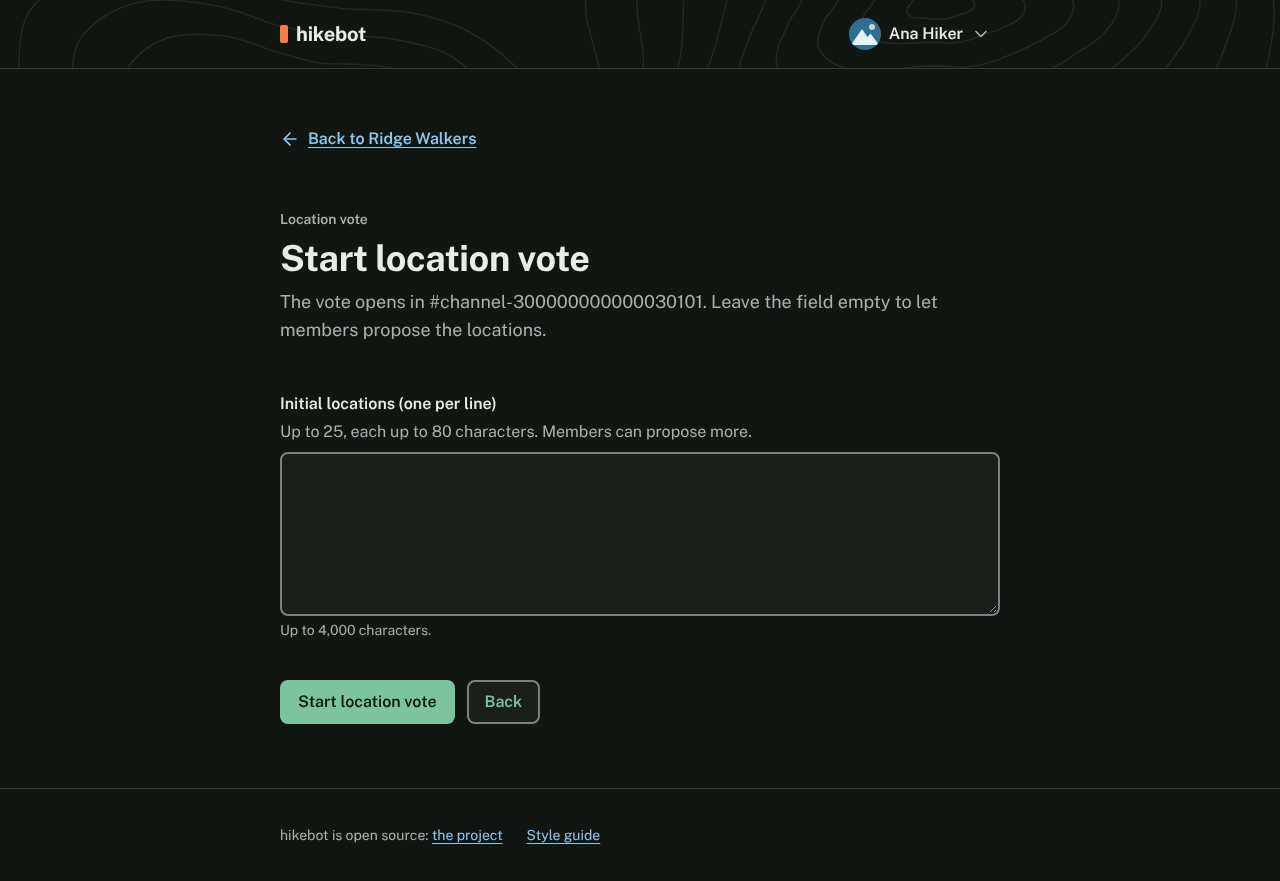 hikebot
Ana Hiker
Back to Ridge Walkers
Location vote
Start location vote
The vote opens in #channel-300000000000030101. Leave the field empty to let
members propose the locations.
Initial locations (one per line)
Up to 25, each up to 80 characters. Members can propose more.
Up to 4,000 characters.
Start location vote
Back
hikebot is open source: the project
Style guide